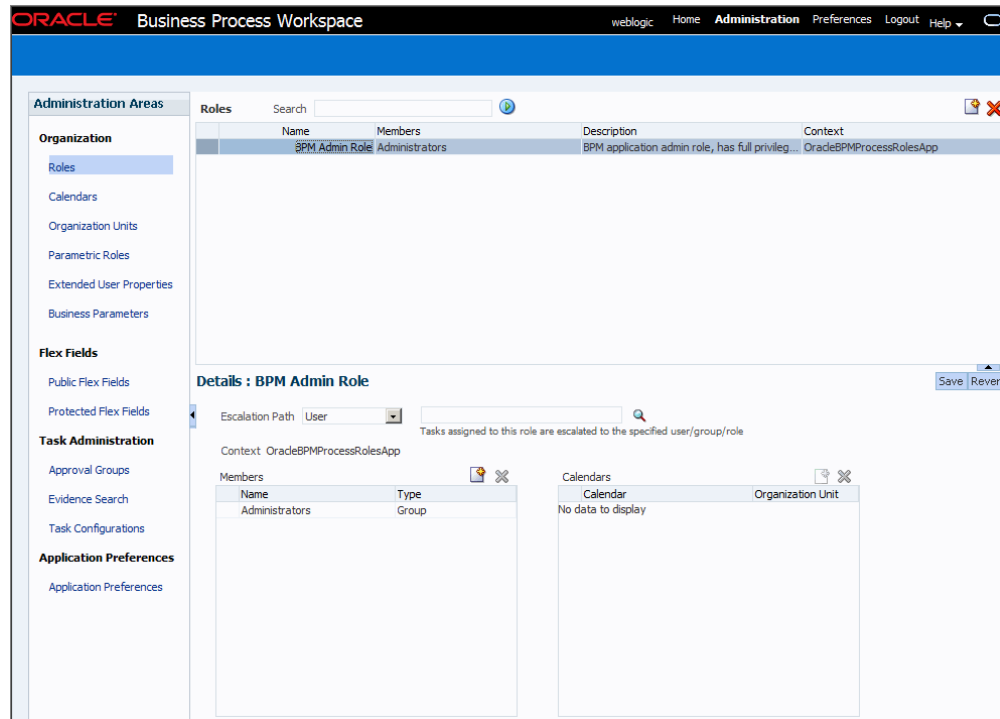 ORACLE Business Process Workspace weblogic Home Administration Preferences Logout Help
Administration Areas
Organization
Roles
Calendars
Organization Units
Parametric Roles
Extended User Properties
Business Parameters
Flex Fields
Public Flex Fields
Protected Flex Fields
Task Administration
Approval Groups
Evidence Search
Task Configurations
Application Preferences
Application Preferences
Roles Search
Name Members Description Context
BPM Admin Role Administrators BPM application admin role, has full privileg... OracleBPMProcessRolesApp
Details : BPM Admin Role Save Rever
Escalation Path User
Tasks assigned to this role are escalated to the specified user/group/role
Context OracleBPMProcessRolesApp
Members
Name Type
Administrators Group
Calendars
Calendar Organization Unit
No data to display